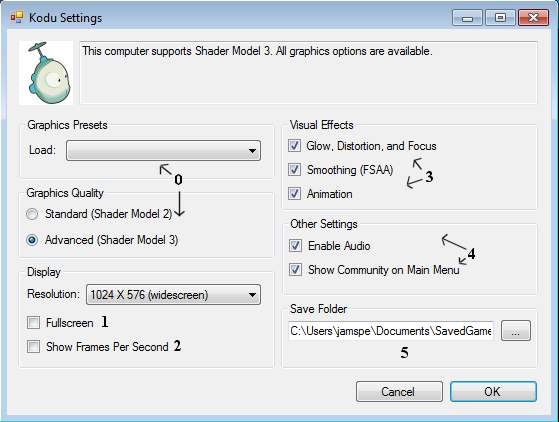 Kodu Settings
This computer supports Shader Model 3. All graphics options are available.
Graphics Presets
Load:
0
Graphics Quality
Standard (Shader Model 2)
Advanced (Shader Model 3)
Display
Resolution: 1024 X 576 (widescreen)
Fullscreen 1
Show Frames Per Second 2
Visual Effects
Glow, Distortion, and Focus
Smoothing (FSAA) 3
Animation
Other Settings
Enable Audio 4
Show Community on Main Menu
Save Folder
C:\Users\jamspe\Documents\SavedGame ...
5
Cancel OK